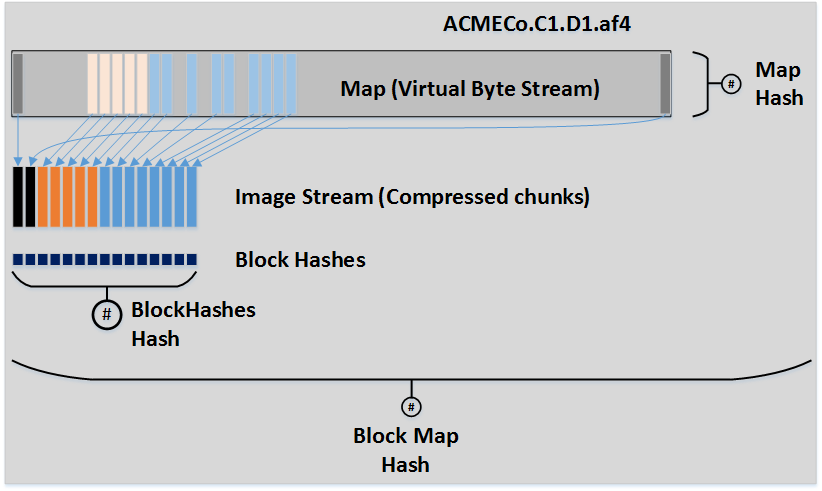 ACMECo.C1.D1.af4
Map (Virtual Byte Stream)
#
Map
Hash
Image Stream (Compressed chunks)
Block Hashes
#
BlockHashes
Hash
#
Block Map
Hash